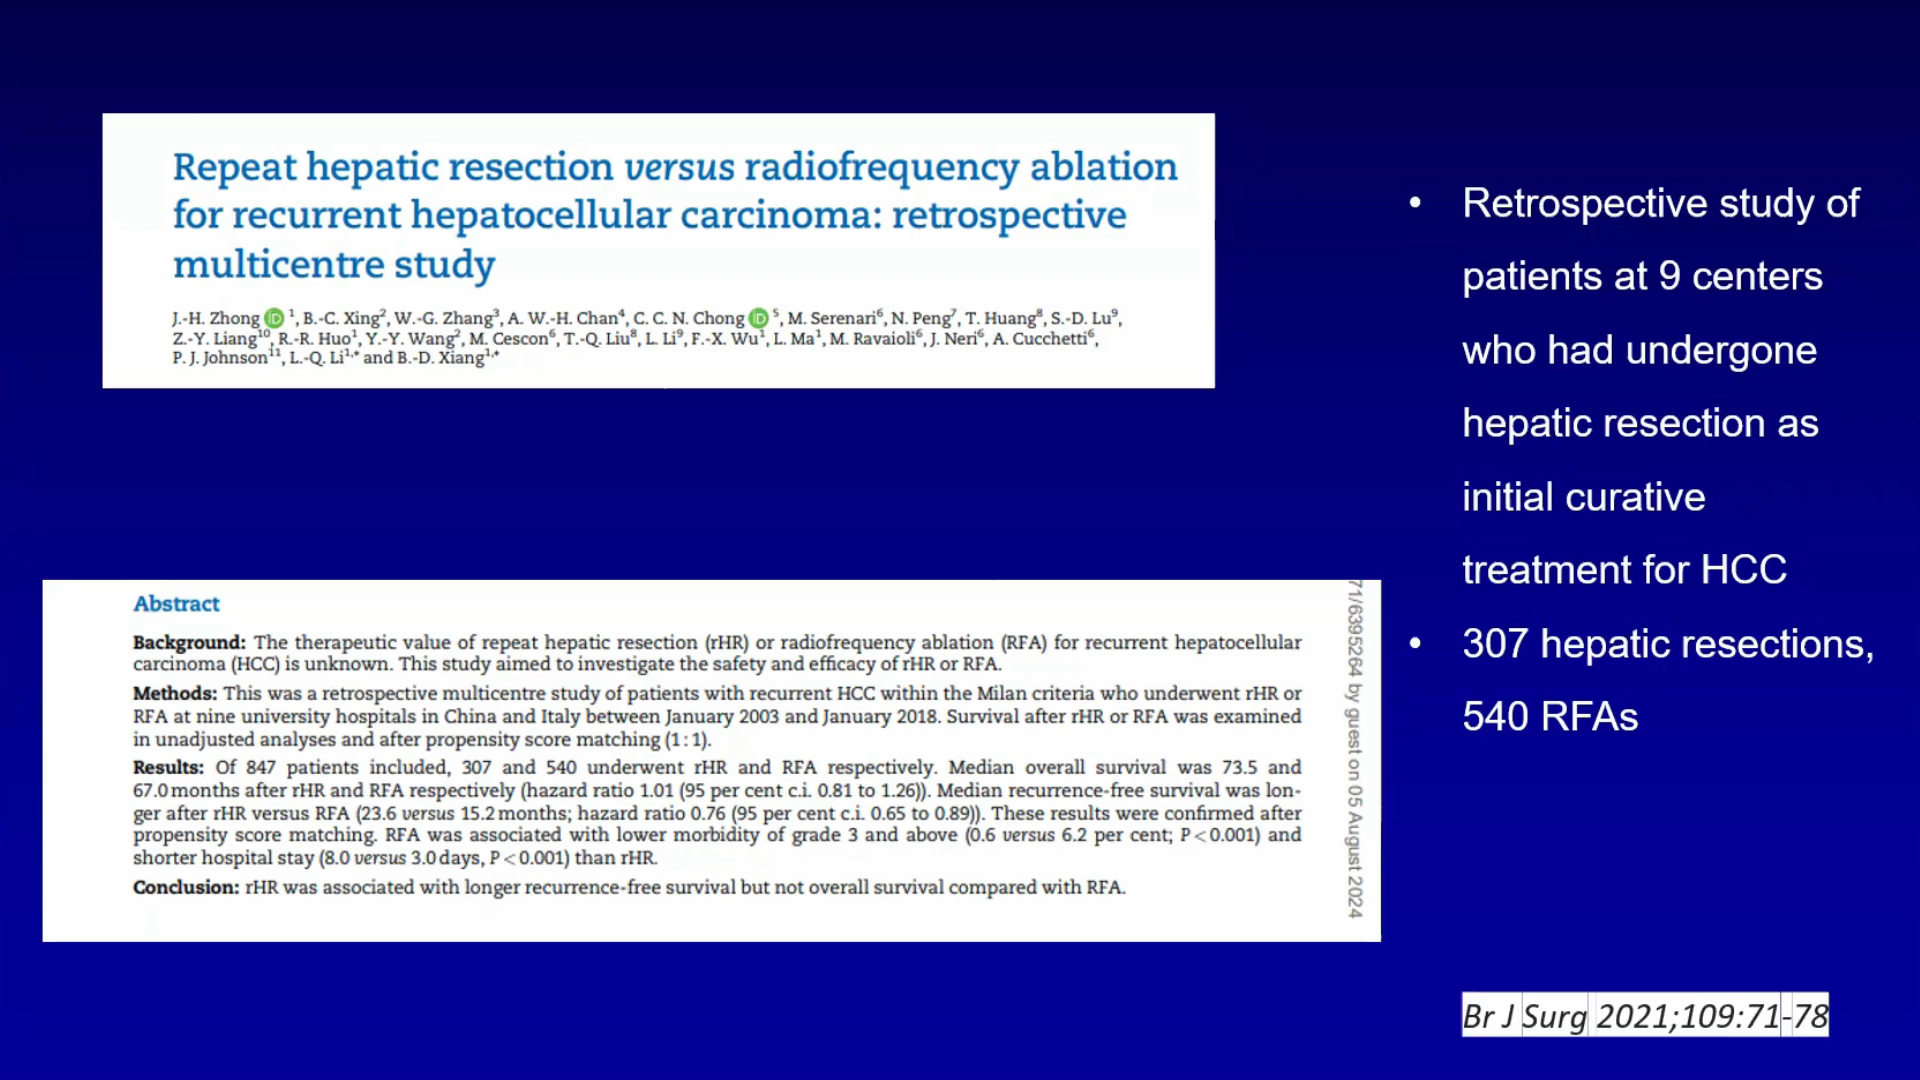 Repeat hepatic resection versus radiofrequency ablation
for recurrent hepatocellular carcinoma: retrospective
multicentre study
J.-H. Zhong iD 1, B.-C. Xing2, W.-G. Zhang3, A. W.-H. Chan4, C. C. N. Chong iD 5, M. Serenari6, N. Peng7, T. Huang8, S.-D. Lu9,
Z.-Y. Liang10, R.-R. Huo1, Y.-Y. Wang2, M. Cescon6, T.-Q. Liu8, L. Li9, F.-X. Wu1, L. Ma1, M. Ravaioli6, J. Neri6, A. Cucchetti6,
P. J. Johnson11, L.-Q. Li1,* and B.-D. Xiang1,*
Abstract
Background: The therapeutic value of repeat hepatic resection (rHR) or radiofrequency ablation (RFA) for recurrent hepatocellular
carcinoma (HCC) is unknown. This study aimed to investigate the safety and efficacy of rHR or RFA.
Methods: This was a retrospective multicentre study of patients with recurrent HCC within the Milan criteria who underwent rHR or
RFA at nine university hospitals in China and Italy between January 2003 and January 2018. Survival after rHR or RFA was examined
in unadjusted analyses and after propensity score matching (1 : 1).
Results: Of 847 patients included, 307 and 540 underwent rHR and RFA respectively. Median overall survival was 73.5 and
67.0 months after rHR and RFA respectively (hazard ratio 1.01 (95 per cent c.i. 0.81 to 1.26)). Median recurrence-free survival was lon-
ger after rHR versus RFA (23.6 versus 15.2 months; hazard ratio 0.76 (95 per cent c.i. 0.65 to 0.89)). These results were confirmed after
propensity score matching. RFA was associated with lower morbidity of grade 3 and above (0.6 versus 6.2 per cent; P < 0.001) and
shorter hospital stay (8.0 versus 3.0 days, P < 0.001) than rHR.
Conclusion: rHR was associated with longer recurrence-free survival but not overall survival compared with RFA.
71/6395264 by guest on 05 August 2024
• Retrospective study of
patients at 9 centers
who had undergone
hepatic resection as
initial curative
treatment for HCC
• 307 hepatic resections,
540 RFAs
Br J Surg 2021;109:71-78